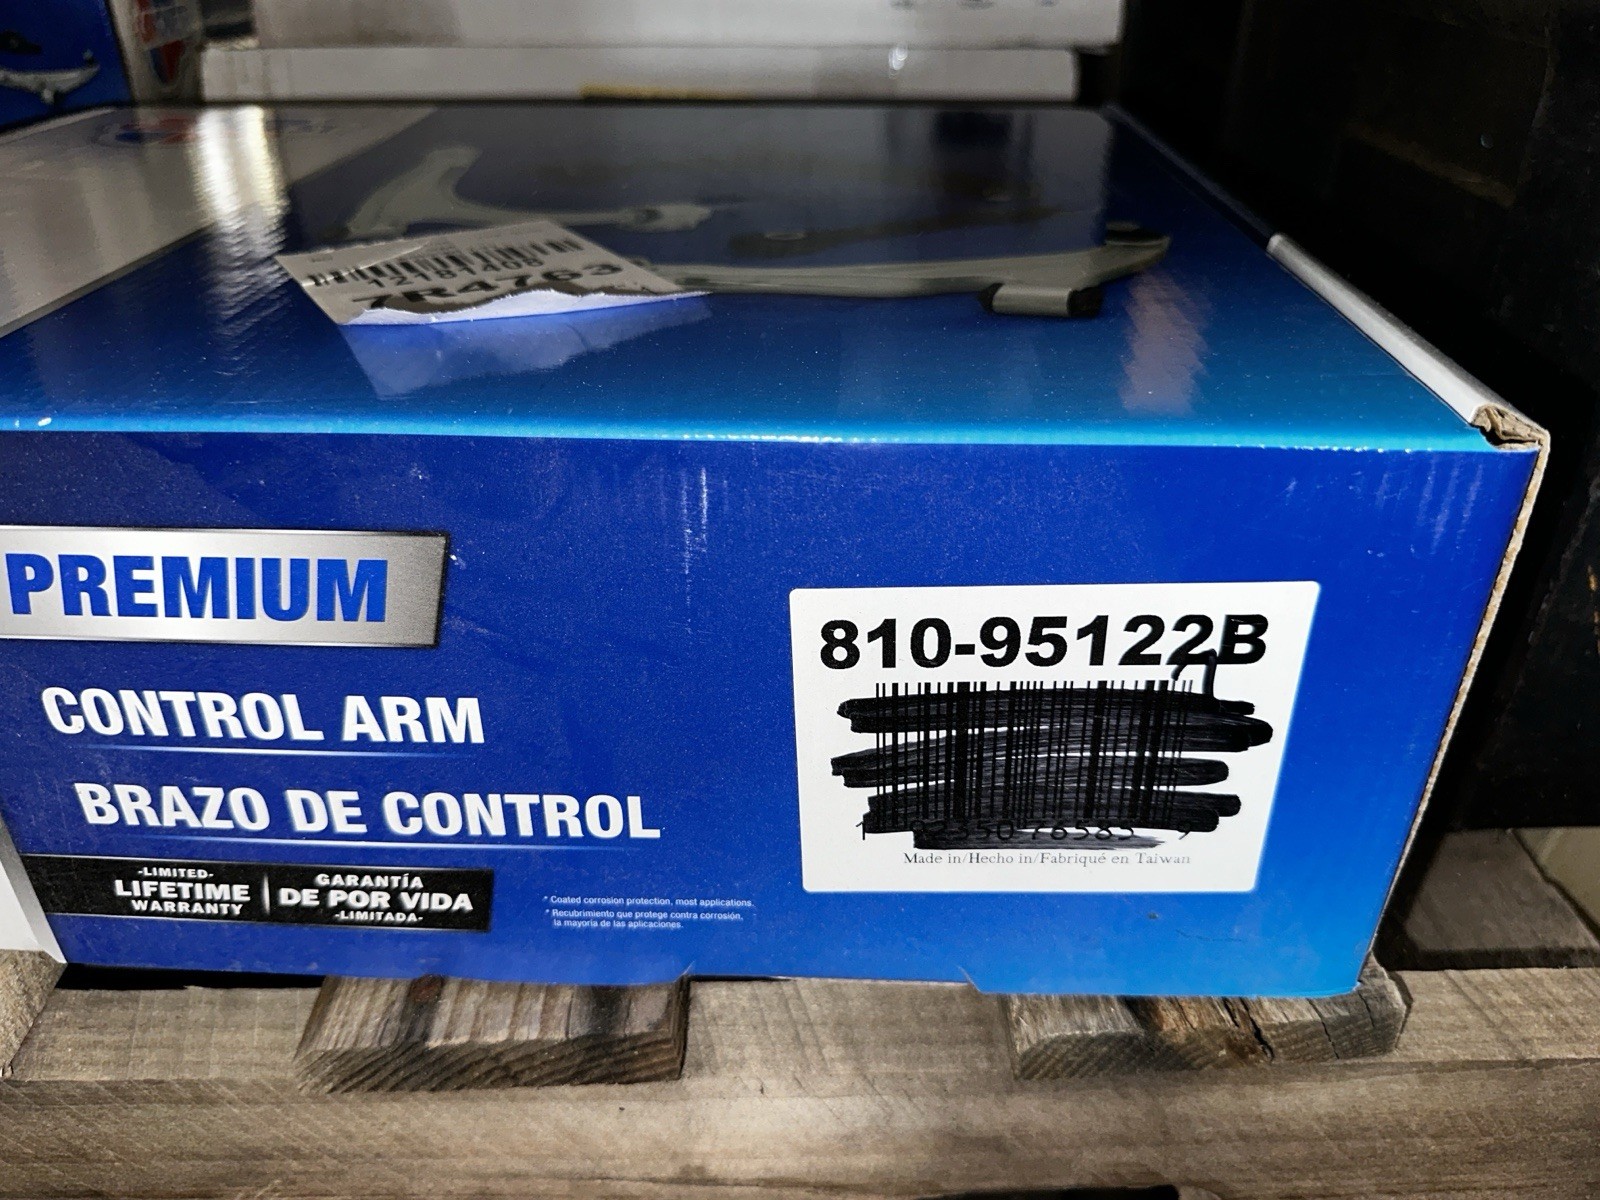 12181408
7R4763
PREMIUM
CONTROL ARM
BRAZO DE CONTROL
-LIMITED-
LIFETIME
WARRANTY
GARANTÍA
DE POR VIDA
-LIMITADA-
* Coated corrosion protection, most applications.
* Recubrimiento que protege contra corrosión,
la mayoría de las aplicaciones.
810-95122B
Made in/Hecho in/Fabriqué en Taiwan